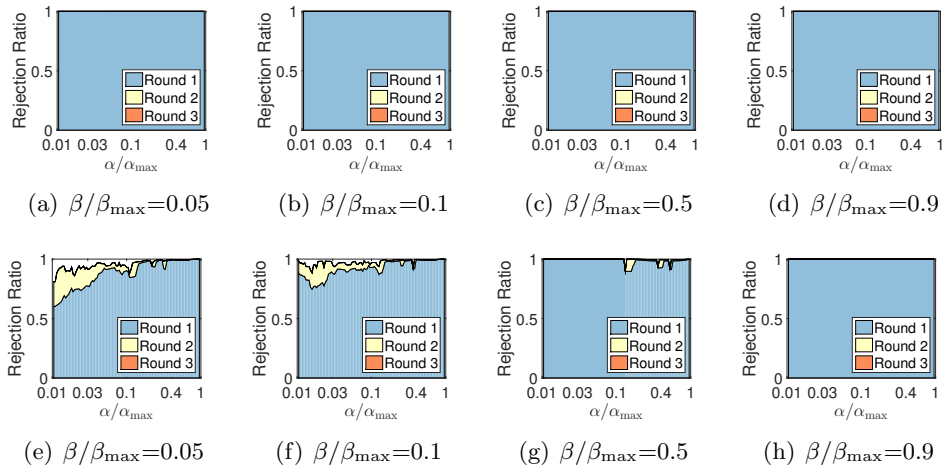 Rejection Ratio
1
0.5
0
Round 1
Round 2
Round 3
0.01 0.03 0.1 0.4 1
α/αmax
(a) β/βmax=0.05
Rejection Ratio
1
0.5
0
Round 1
Round 2
Round 3
0.01 0.03 0.1 0.4 1
α/αmax
(b) β/βmax=0.1
Rejection Ratio
1
0.5
0
Round 1
Round 2
Round 3
0.01 0.03 0.1 0.4 1
α/αmax
(c) β/βmax=0.5
Rejection Ratio
1
0.5
0
Round 1
Round 2
Round 3
0.01 0.03 0.1 0.4 1
α/αmax
(d) β/βmax=0.9
Rejection Ratio
1
0.5
0
Round 1
Round 2
Round 3
0.01 0.03 0.1 0.4 1
α/αmax
(e) β/βmax=0.05
Rejection Ratio
1
0.5
0
Round 1
Round 2
Round 3
0.01 0.03 0.1 0.4 1
α/αmax
(f) β/βmax=0.1
Rejection Ratio
1
0.5
0
Round 1
Round 2
Round 3
0.01 0.03 0.1 0.4 1
α/αmax
(g) β/βmax=0.5
Rejection Ratio
1
0.5
0
Round 1
Round 2
Round 3
0.01 0.03 0.1 0.4 1
α/αmax
(h) β/βmax=0.9